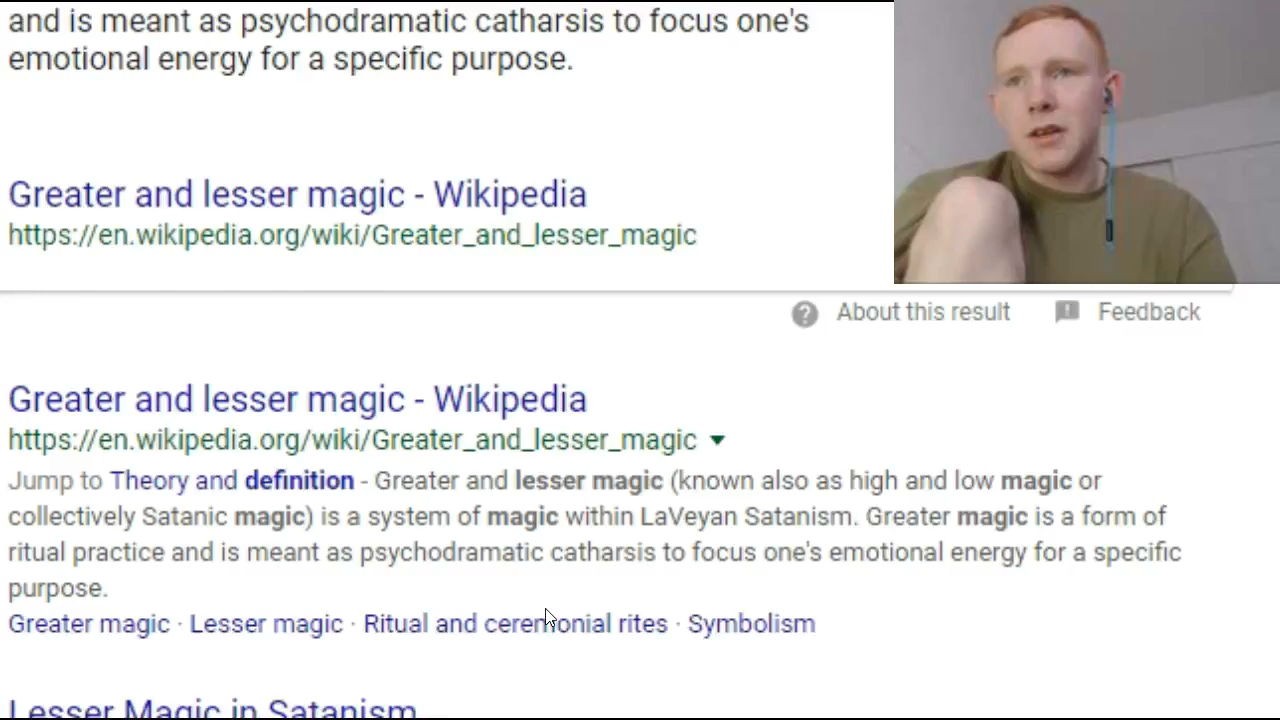 and is meant as psychodramatic catharsis to focus one's
emotional energy for a specific purpose.
Greater and lesser magic - Wikipedia
https://en.wikipedia.org/wiki/Greater_and_lesser_magic
About this result Feedback
Greater and lesser magic - Wikipedia
https://en.wikipedia.org/wiki/Greater_and_lesser_magic
Jump to Theory and definition - Greater and lesser magic (known also as high and low magic or
collectively Satanic magic) is a system of magic within LaVeyan Satanism. Greater magic is a form of
ritual practice and is meant as psychodramatic catharsis to focus one's emotional energy for a specific
purpose.
Greater magic · Lesser magic · Ritual and ceremonial rites · Symbolism
Lesser Magic in Satanism